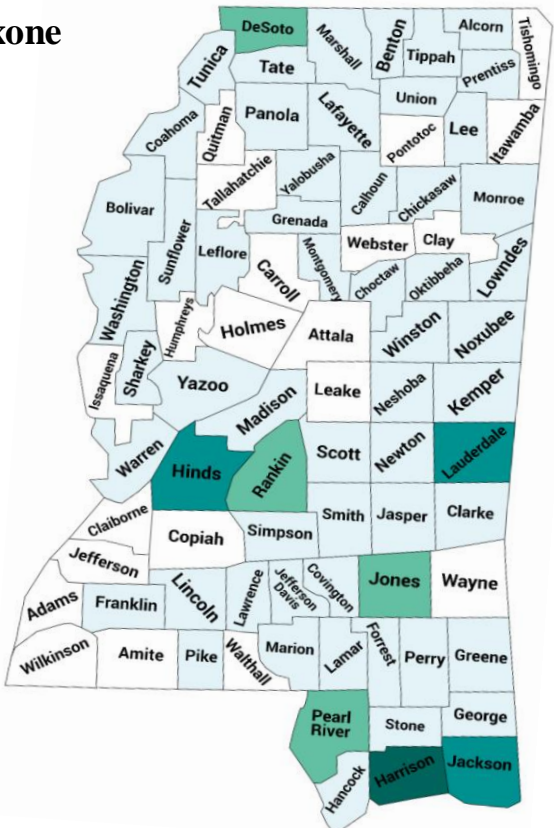 xone
DeSoto
Marshall
Benton
Alcorn
Tishomingo
Tunica
Tate
Tippah
Prentiss
Union
Coahoma
Quitman
Panola
Lafayette
Pontotoc
Lee
Itawamba
Tallahatchie
Yalobusha
Calhoun
Chickasaw
Monroe
Bolivar
Sunflower
Grenada
Leflore
Webster
Clay
Washington
Carroll
Montgomery
Choctaw
Oktibbeha
Lowndes
Humphreys
Holmes
Attala
Winston
Noxubee
Issaquena
Sharkey
Yazoo
Madison
Leake
Neshoba
Kemper
Warren
Hinds
Rankin
Scott
Newton
Lauderdale
Claiborne
Copiah
Simpson
Smith
Jasper
Clarke
Jefferson
Adams
Franklin
Lincoln
Lawrence
Jefferson
Davis
Covington
Jones
Wayne
Wilkinson
Amite
Pike
Walthall
Marion
Lamar
Forrest
Perry
Greene
Pearl
River
Stone
George
Hancock
Harrison
Jackson